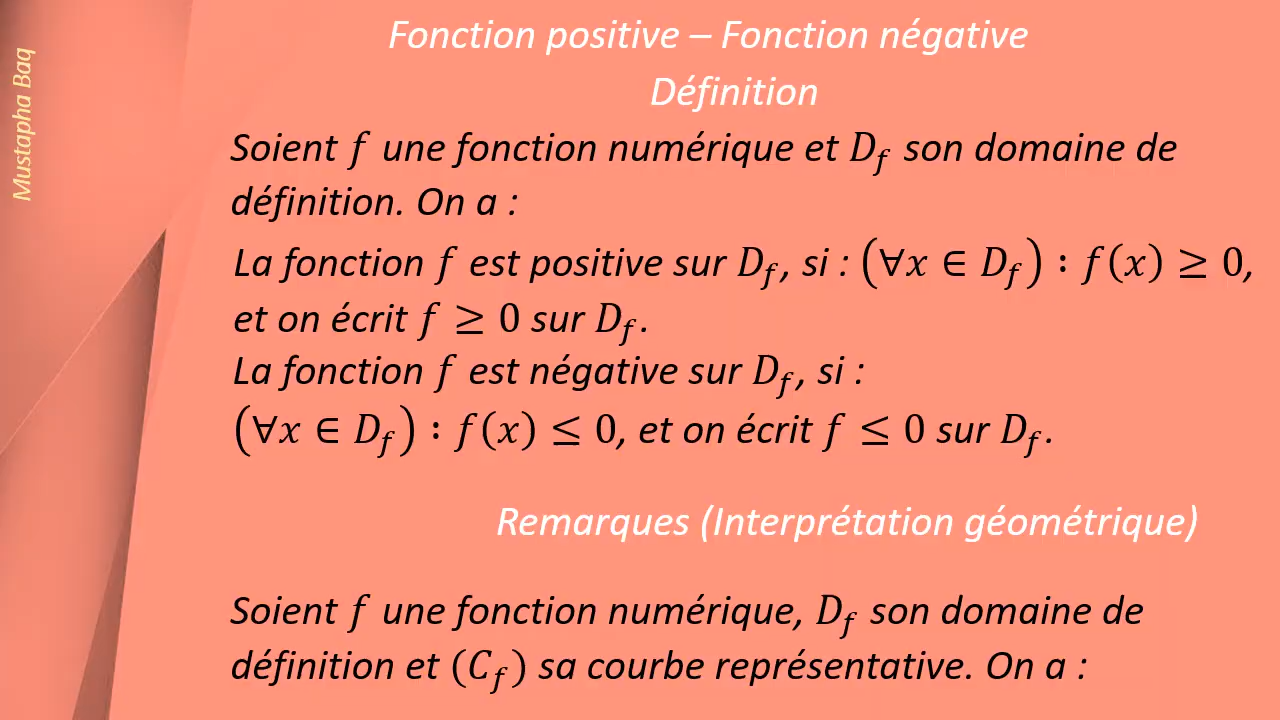 Mustapha Baq
Fonction positive – Fonction négative
Définition
Soient f une fonction numérique et D_f son domaine de
définition. On a :
La fonction f est positive sur D_f, si : (∀x ∈ D_f) : f(x) ≥ 0,
et on écrit f ≥ 0 sur D_f.
La fonction f est négative sur D_f, si :
(∀x ∈ D_f) : f(x) ≤ 0, et on écrit f ≤ 0 sur D_f.
Remarques (Interprétation géométrique)
Soient f une fonction numérique, D_f son domaine de
définition et (C_f) sa courbe représentative. On a :